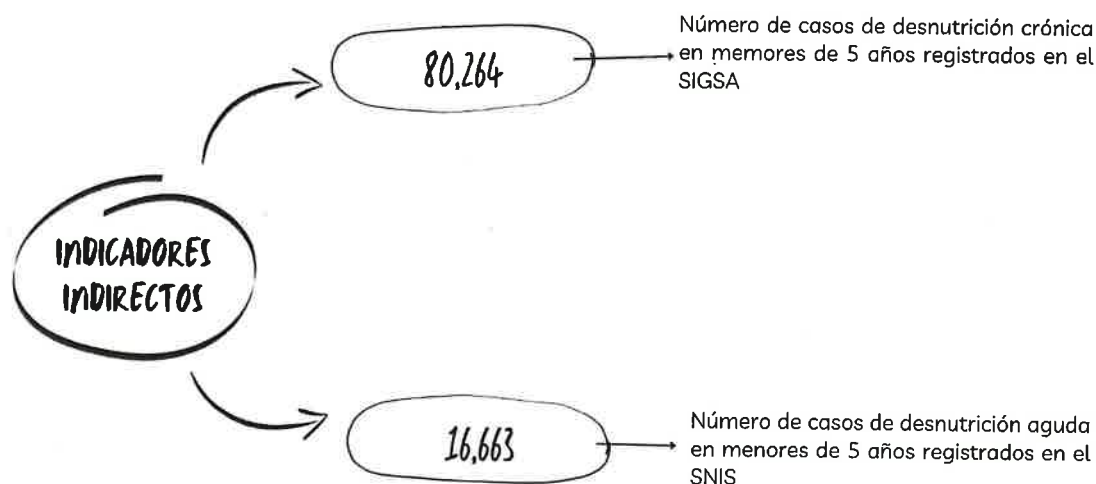 80,264
Número de casos de desnutrición crónica
en memores de 5 años registrados en el
SIGSA
INDICADORES
INDIRECTOS
16,663
Número de casos de desnutrición aguda
en menores de 5 años registrados en el
SNIS